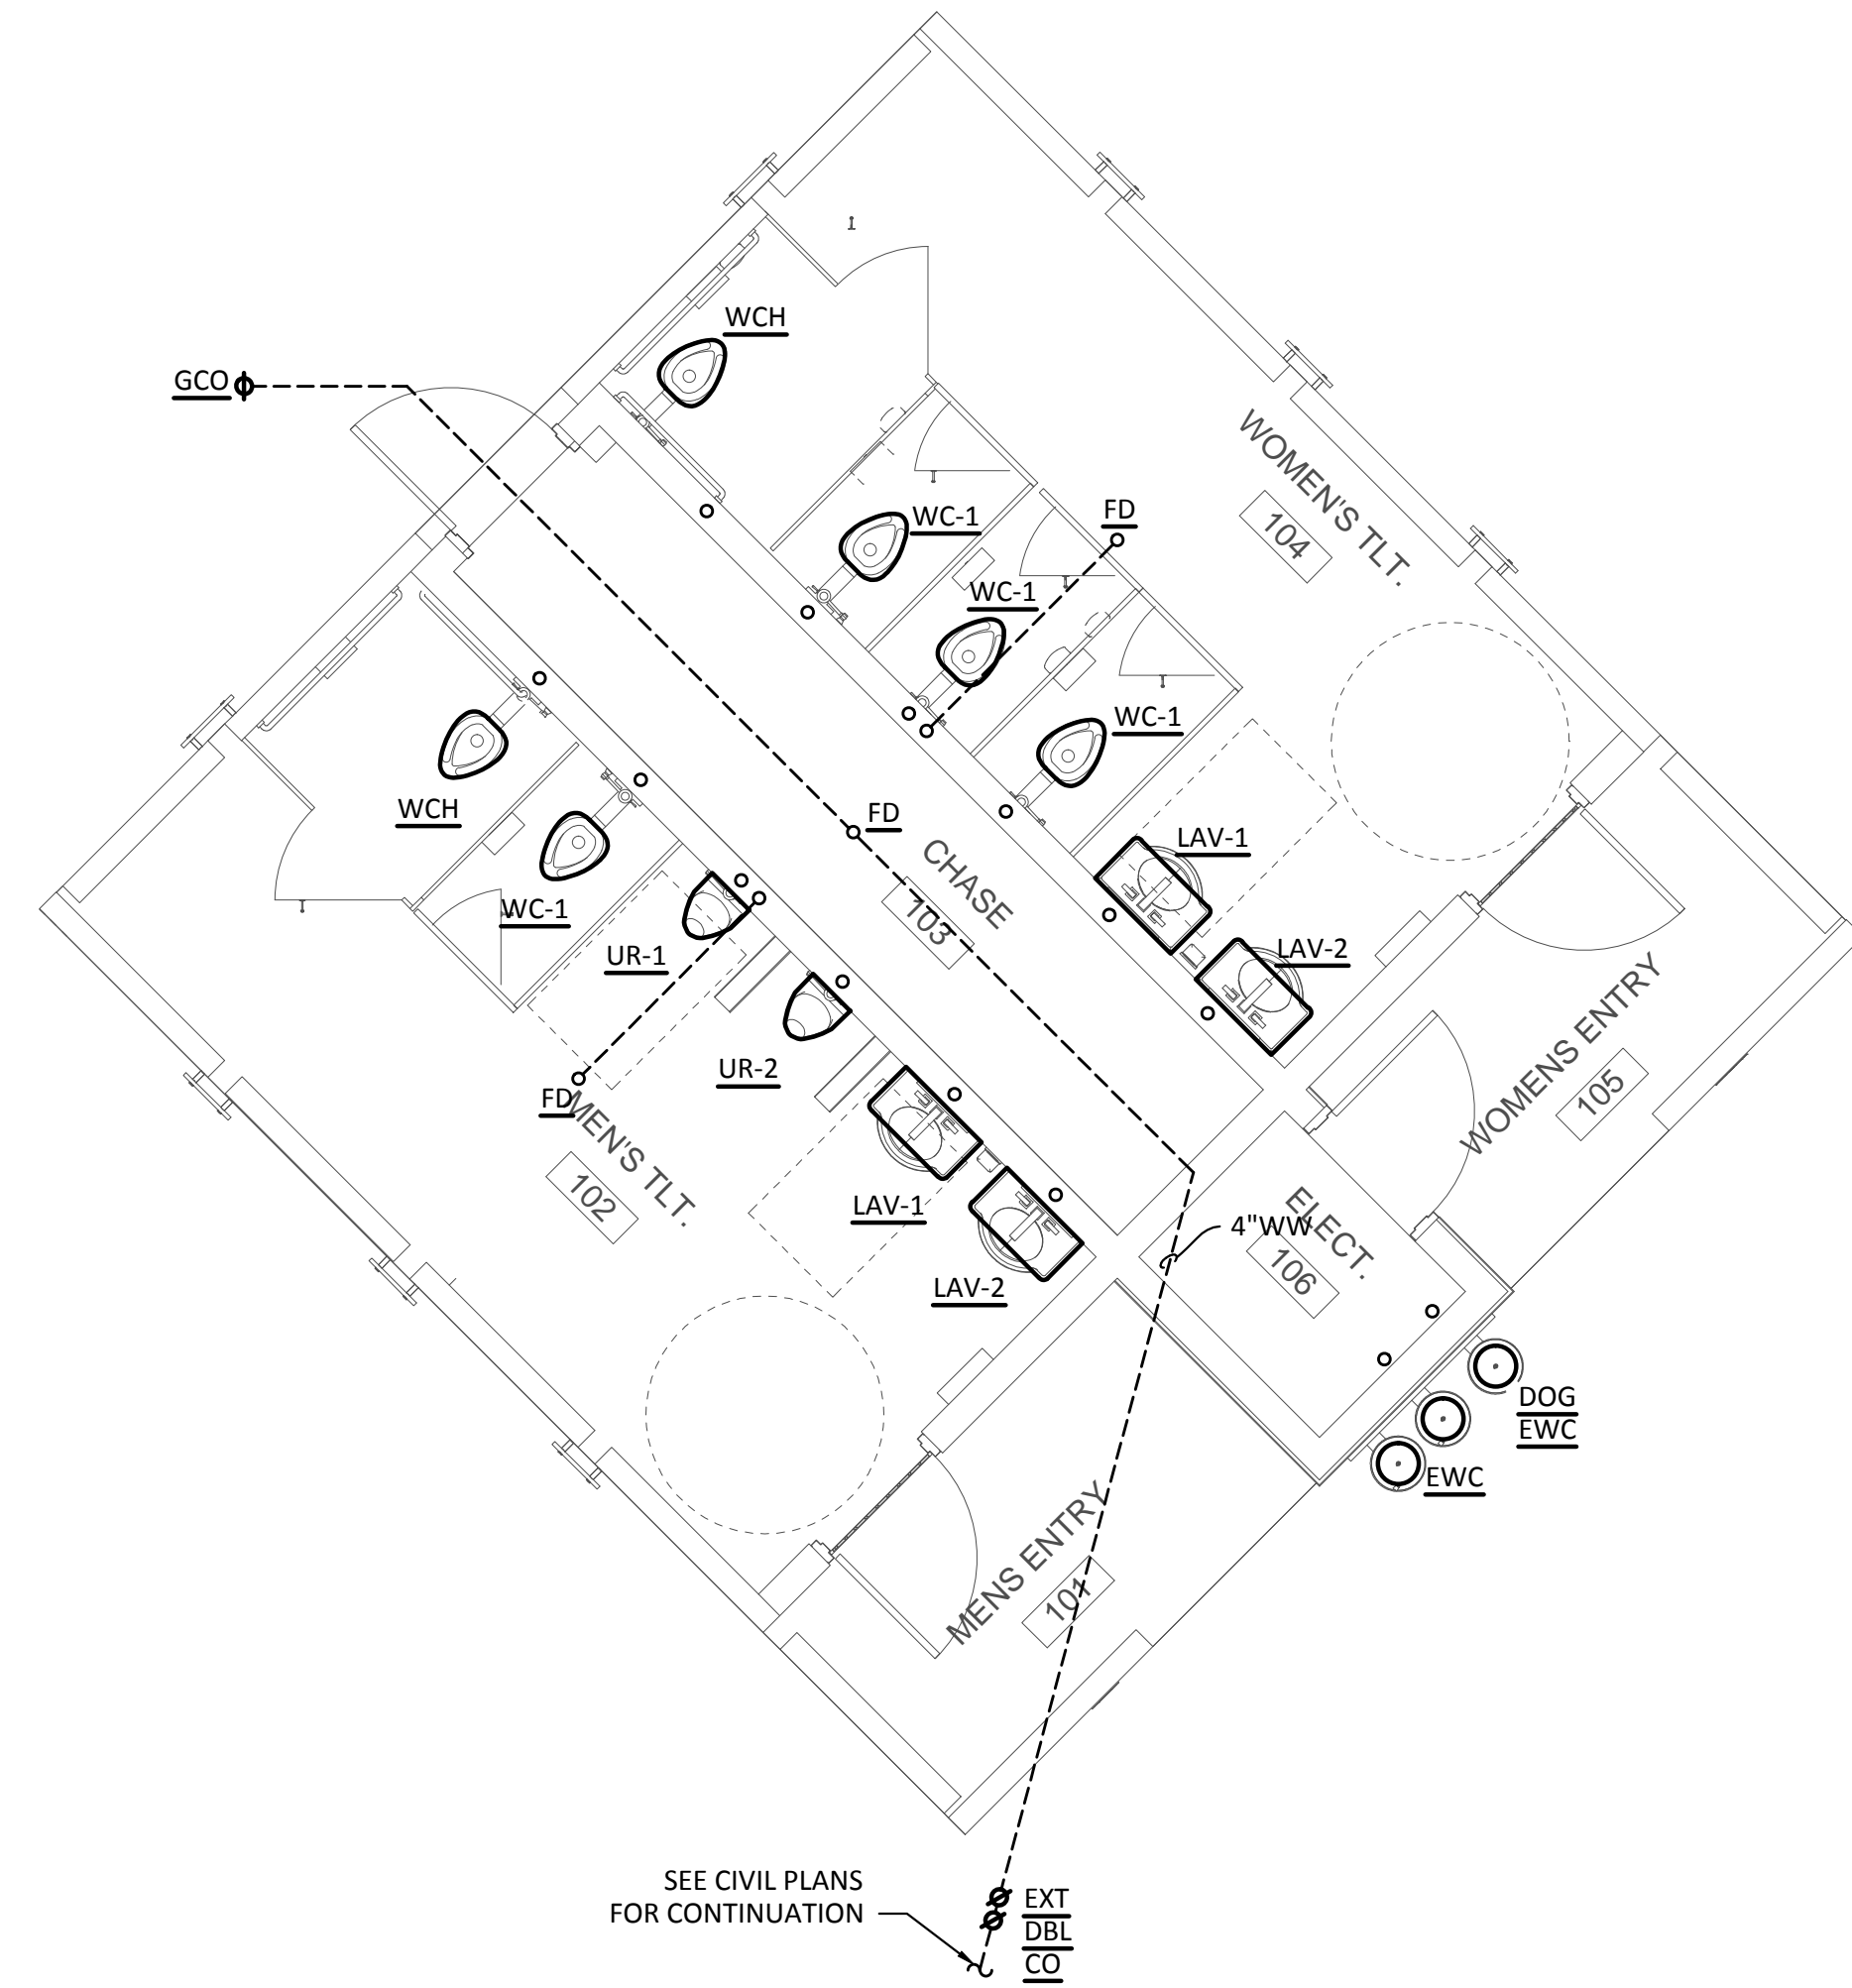 WCH
GCO
WOMEN'S TLT.
104
WC-1
FD
WC-1
WC-1
WCH
FD
LAV-1
CHASE
103
WC-1
UR-1
LAV-2
WOMENS ENTRY
105
UR-2
FD
MEN'S TLT.
102
LAV-1
4"WW
ELECT.
106
LAV-2
DOG
EWC
EWC
MENS ENTRY
101
SEE CIVIL PLANS
FOR CONTINUATION
EXT
DBL
CO